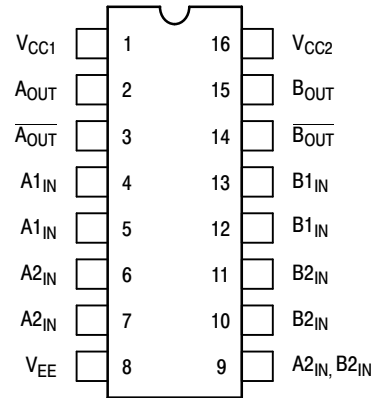 VCC1 1 16 VCC2
AOUT 2 15 BOUT
AOUT 3 14 BOUT
A1IN 4 13 B1IN
A1IN 5 12 B1IN
A2IN 6 11 B2IN
A2IN 7 10 B2IN
VEE 8 9 A2IN, B2IN